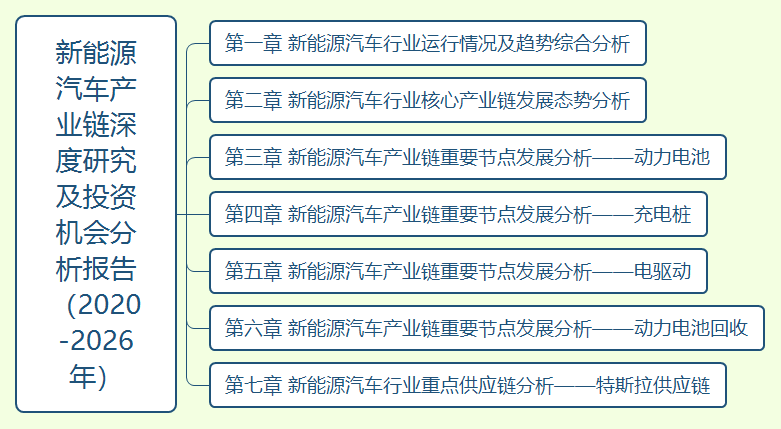 新能源
汽车产
业链深
度研究
及投资
机会分
析报告
（2020
-2026
年）
第一章 新能源汽车行业运行情况及趋势综合分析
第二章 新能源汽车行业核心产业链发展态势分析
第三章 新能源汽车产业链重要节点发展分析——动力电池
第四章 新能源汽车产业链重要节点发展分析——充电桩
第五章 新能源汽车产业链重要节点发展分析——电驱动
第六章 新能源汽车产业链重要节点发展分析——动力电池回收
第七章 新能源汽车行业重点供应链分析——特斯拉供应链